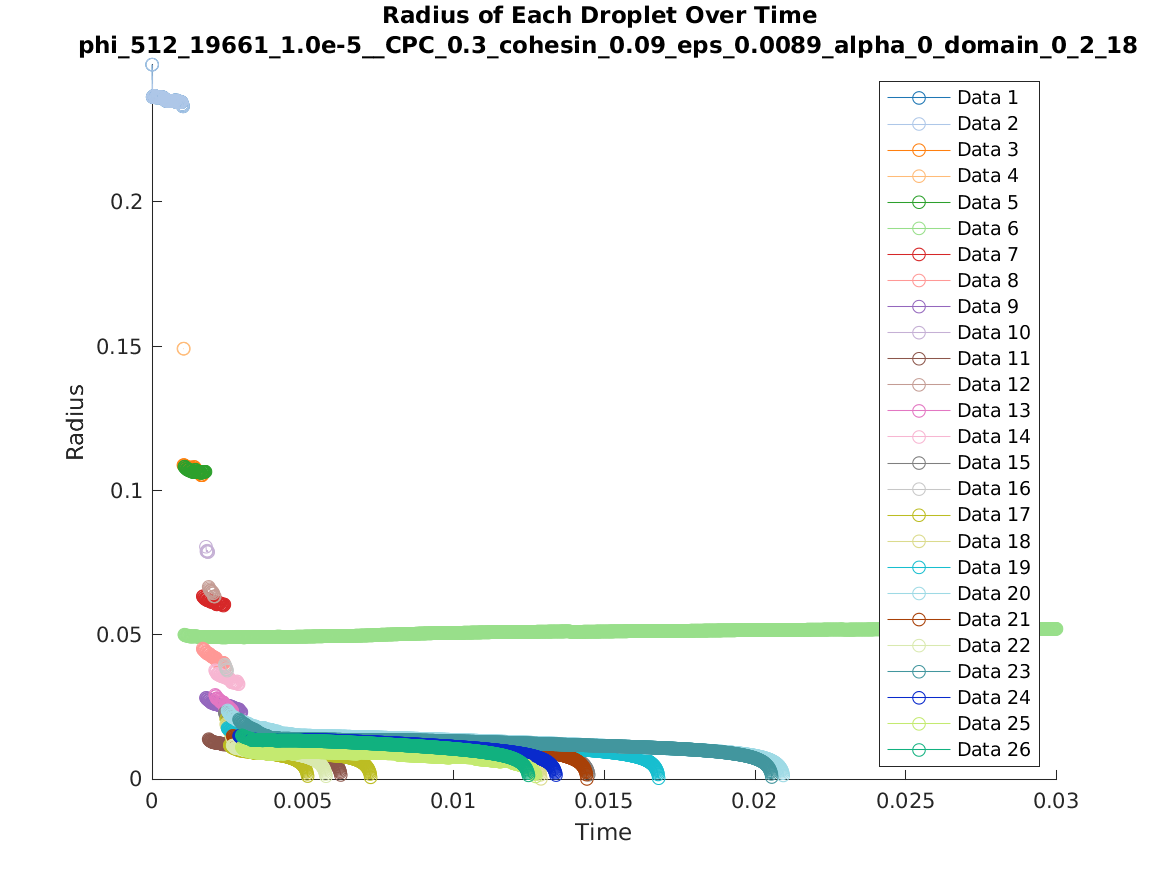 Radius of Each Droplet Over Time
phi_512_19661_1.0e-5__CPC_0.3_cohesin_0.09_eps_0.0089_alpha_0_domain_0_2_18
Radius
0.2
0.15
0.1
0.05
0
0
0.005
0.01
0.015
0.02
0.025
0.03
Time
Data 1
Data 2
Data 3
Data 4
Data 5
Data 6
Data 7
Data 8
Data 9
Data 10
Data 11
Data 12
Data 13
Data 14
Data 15
Data 16
Data 17
Data 18
Data 19
Data 20
Data 21
Data 22
Data 23
Data 24
Data 25
Data 26